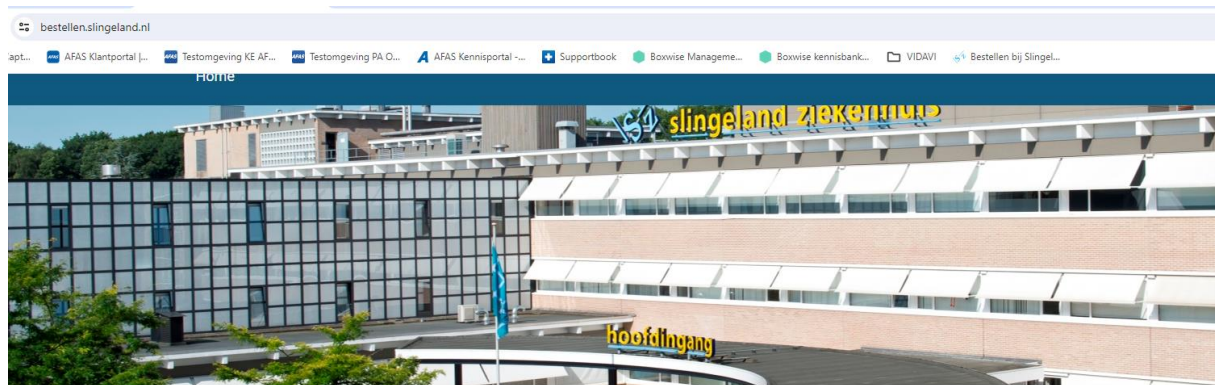 bestellen.slingeland.nl
apt... AFAS Klantportal |... Testomgeving KE AF... Testomgeving PA O... AFAS Kennisportal -... Supportbook Boxwise Manageme... Boxwise kennisbank... VIDAVI Bestellen bij Slingel...
Home
slingeland ziekenhuis
hoofdingang